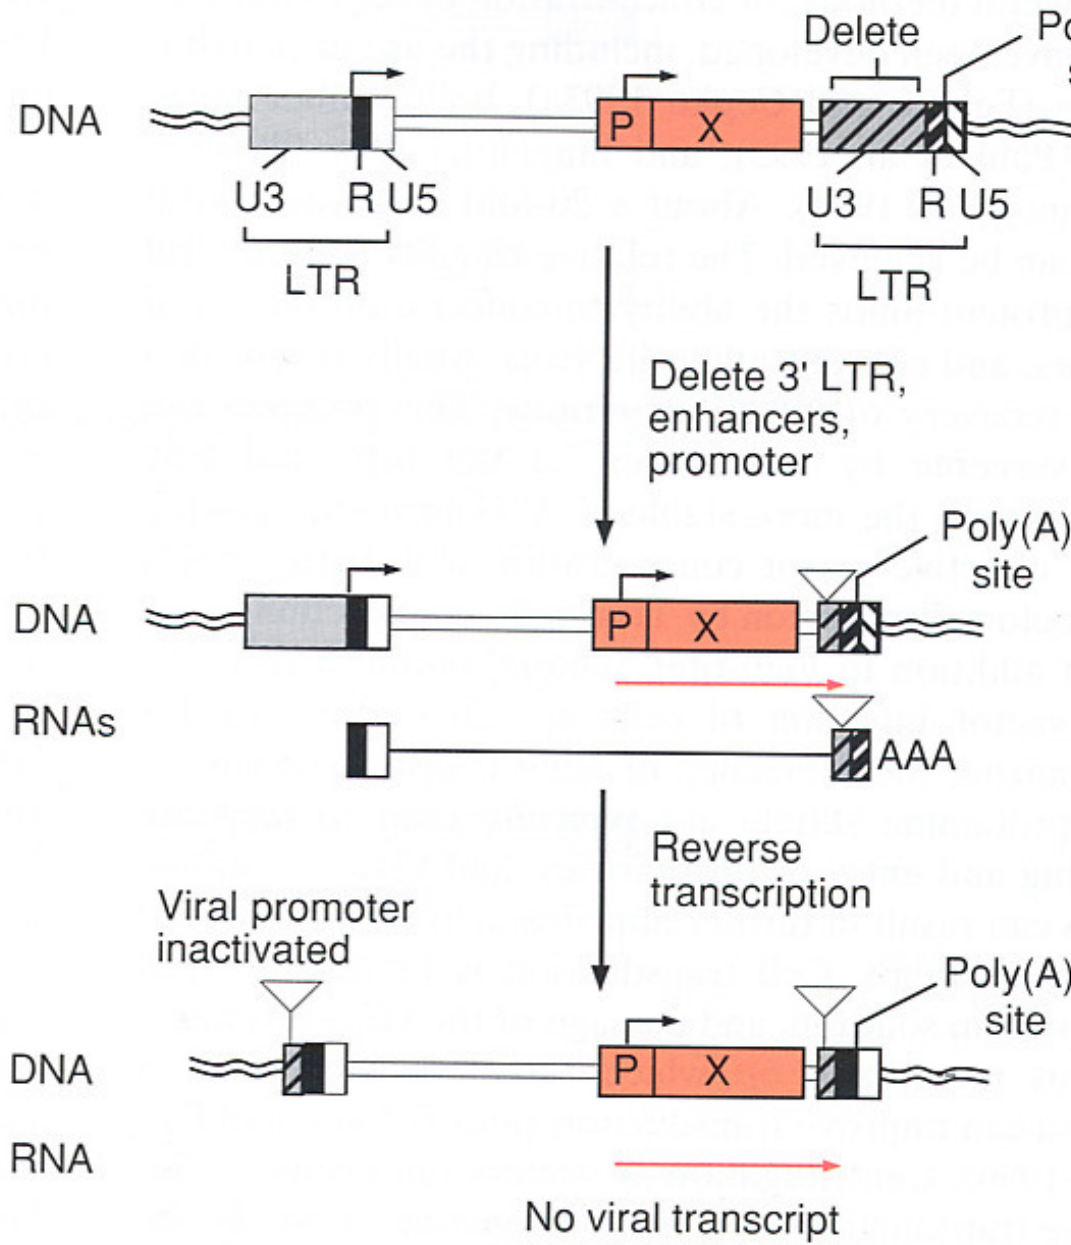 Delete
DNA
P X
U3 R U5
U3 R U5
LTR
LTR
Delete 3' LTR,
enhancers,
promoter
Poly(A)
site
DNA
P X
RNAs
AAA
Reverse
transcription
Viral promoter
inactivated
Poly(A)
site
DNA
P X
RNA
No viral transcript